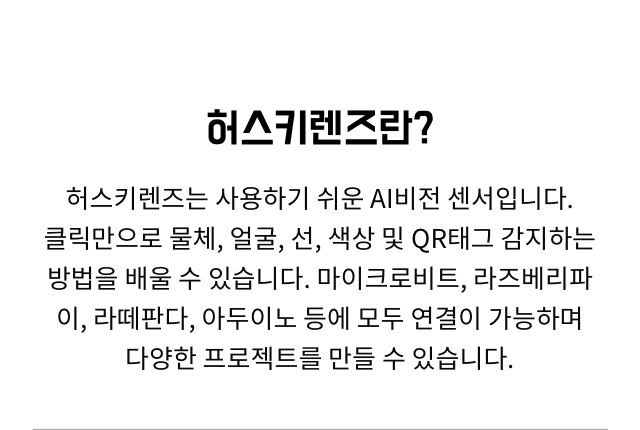 허스키렌즈란?
허스키렌즈는 사용하기 쉬운 AI비전 센서입니다.
클릭만으로 물체, 얼굴, 선, 색상 및 QR태그 감지하는
방법을 배울 수 있습니다. 마이크로비트, 라즈베리파
이, 라떼판다, 아두이노 등에 모두 연결이 가능하며
다양한 프로젝트를 만들 수 있습니다.